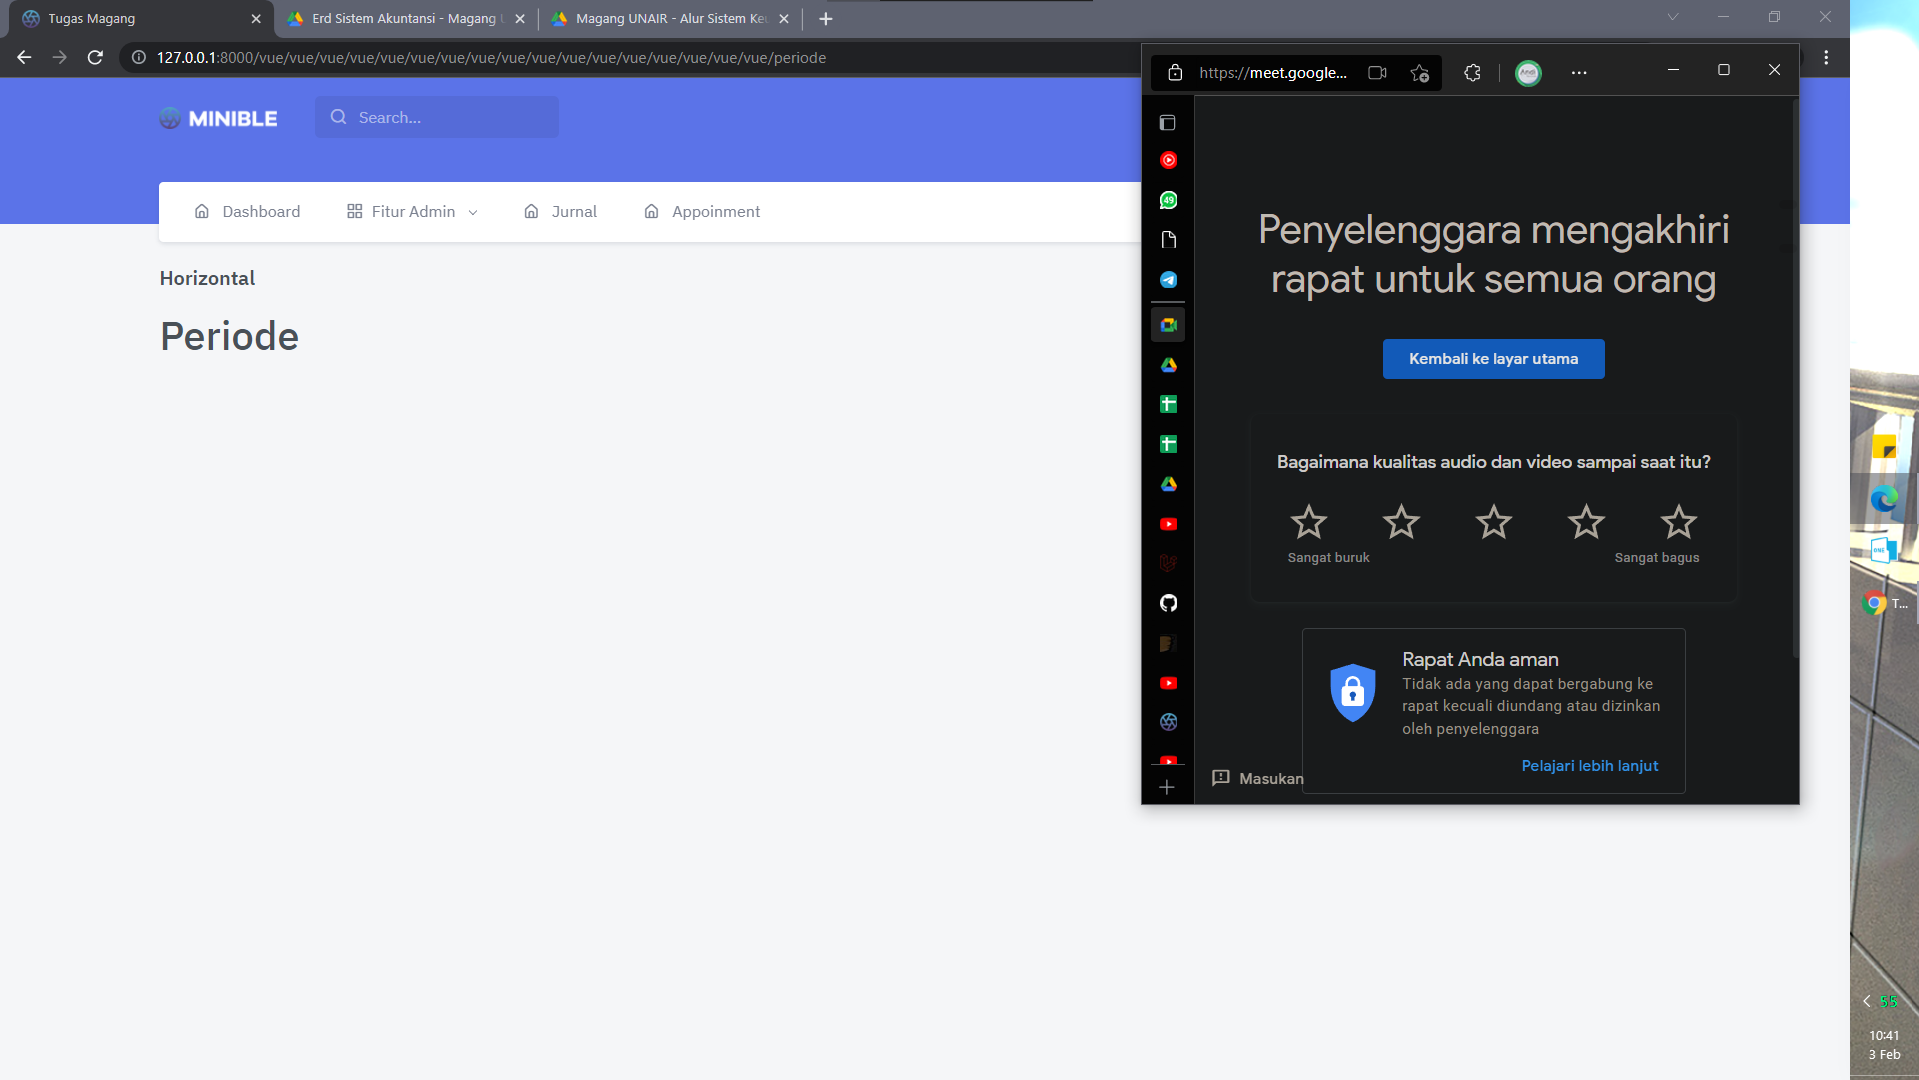 Tugas Magang
Erd Sistem Akuntansi - Magang U
Magang UNAIR - Alur Sistem Keu
127.0.0.1:8000/vue/vue/vue/vue/vue/vue/vue/vue/vue/vue/vue/vue/vue/vue/vue/vue/vue/periode
MINIBLE
Search...
Dashboard
Fitur Admin
Jurnal
Appoinment
Horizontal
Periode
https://meet.google...
49
Penyelenggara mengakhiri
rapat untuk semua orang
Kembali ke layar utama
Bagaimana kualitas audio dan video sampai saat itu?
Sangat buruk
Sangat bagus
Rapat Anda aman
Tidak ada yang dapat bergabung ke
rapat kecuali diundang atau dizinkan
oleh penyelenggara
Pelajari lebih lanjut
Masukan
ONE
T...
55
10:41
3 Feb